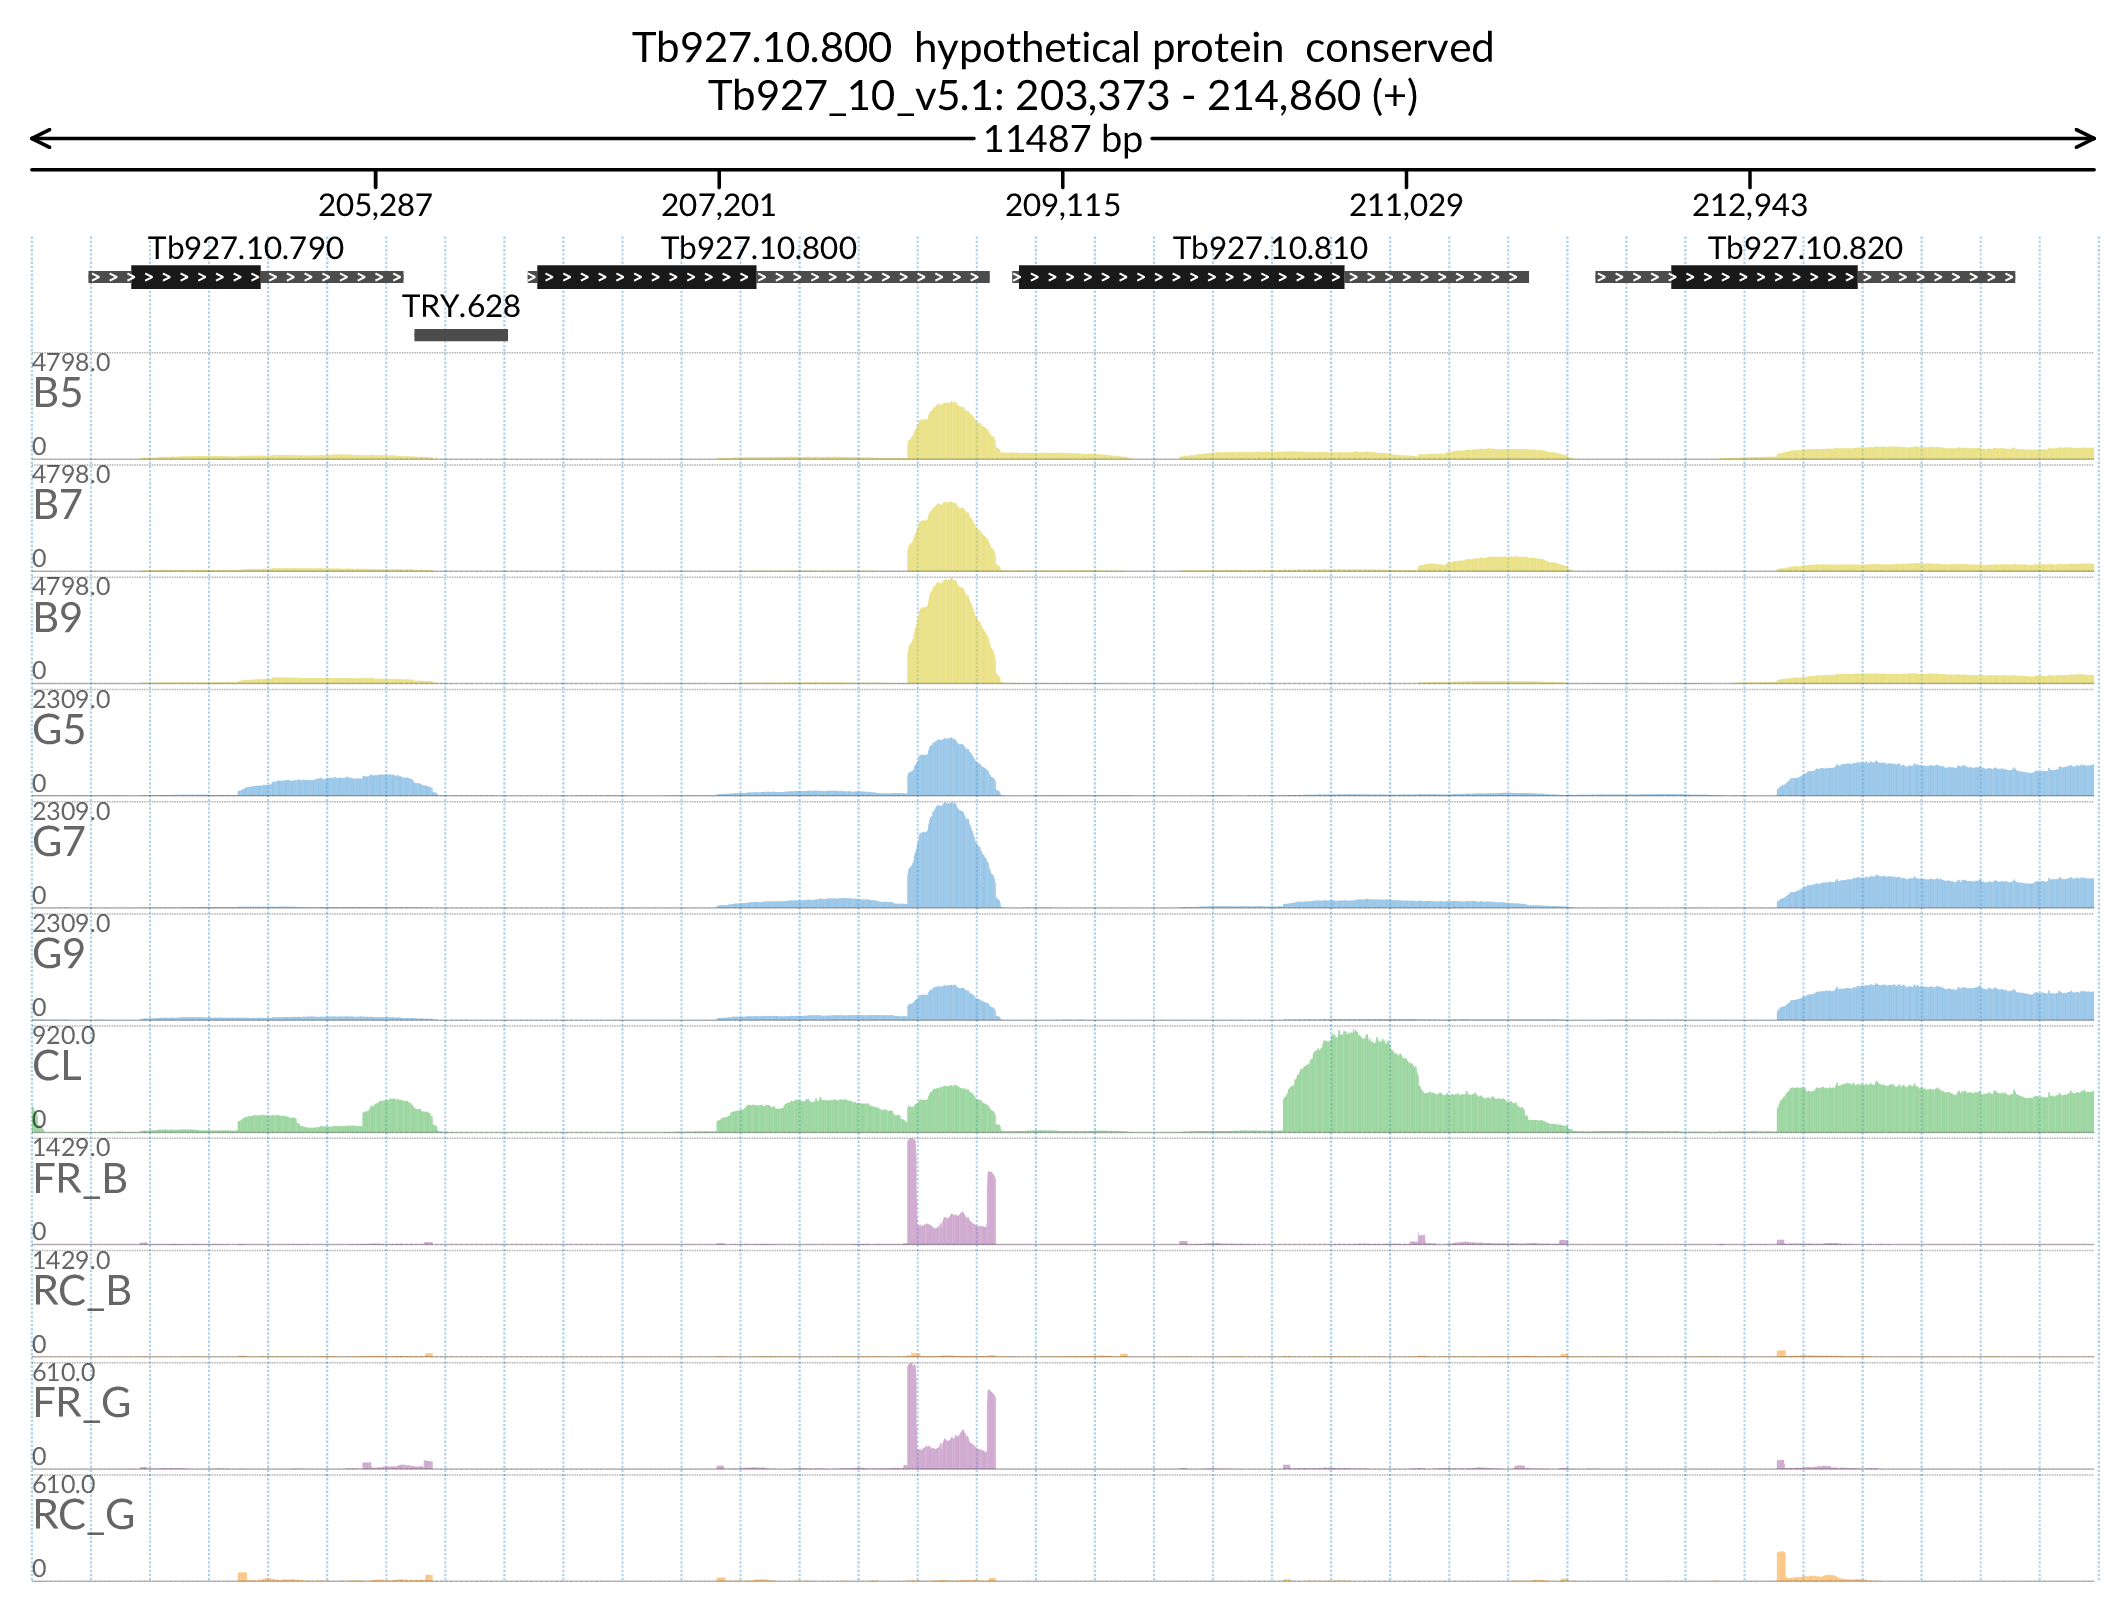 Tb927.10.800  hypothetical protein  conserved
Tb927_10_v5.1: 203,373 - 214,860 (+)
11487 bp
205,287 207,201 209,115 211,029 212,943
Tb927.10.790 Tb927.10.800 Tb927.10.810 Tb927.10.820
TRY.628
4798.0
B5
0
4798.0
B7
0
4798.0
B9
0
2309.0
G5
0
2309.0
G7
0
2309.0
G9
0
920.0
CL
0
1429.0
FR_B
0
1429.0
RC_B
0
610.0
FR_G
0
610.0
RC_G
0